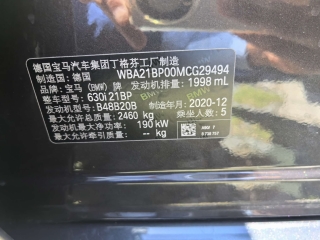 德国宝马汽车集团丁格芬工厂制造
制造国: 德国 WBA21BP00MCG29494
品牌: 宝马 (BMW) 牌 发动机排量: 1998 mL
整车型号: 630i 21BP
发动机型号: B48B20B 制造年月: 2020-12
最大允许总质量: 2460 kg 乘坐人数: 5
发动机最大净功率: 190 kW
最大允许牵引质量: -- kg